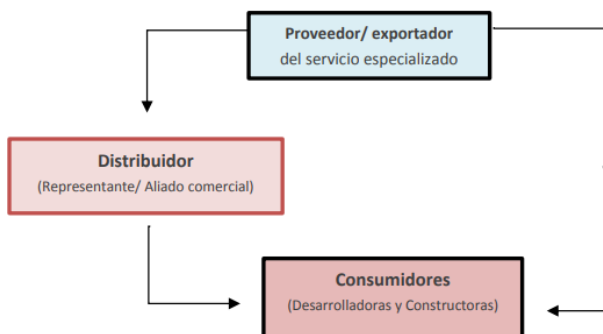 Proveedor/ exportador
del servicio especializado
Distribuidor
(Representante/ Aliado comercial)
Consumidores
(Desarrolladoras y Constructoras)